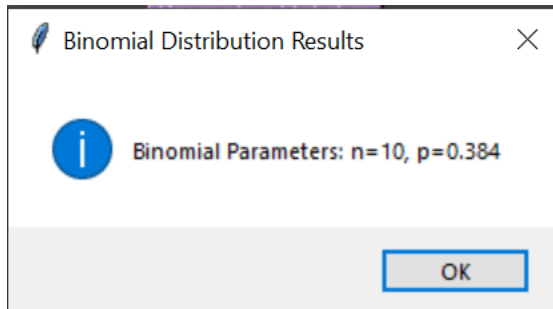 Binomial Distribution Results
Binomial Parameters: n=10, p=0.384
OK